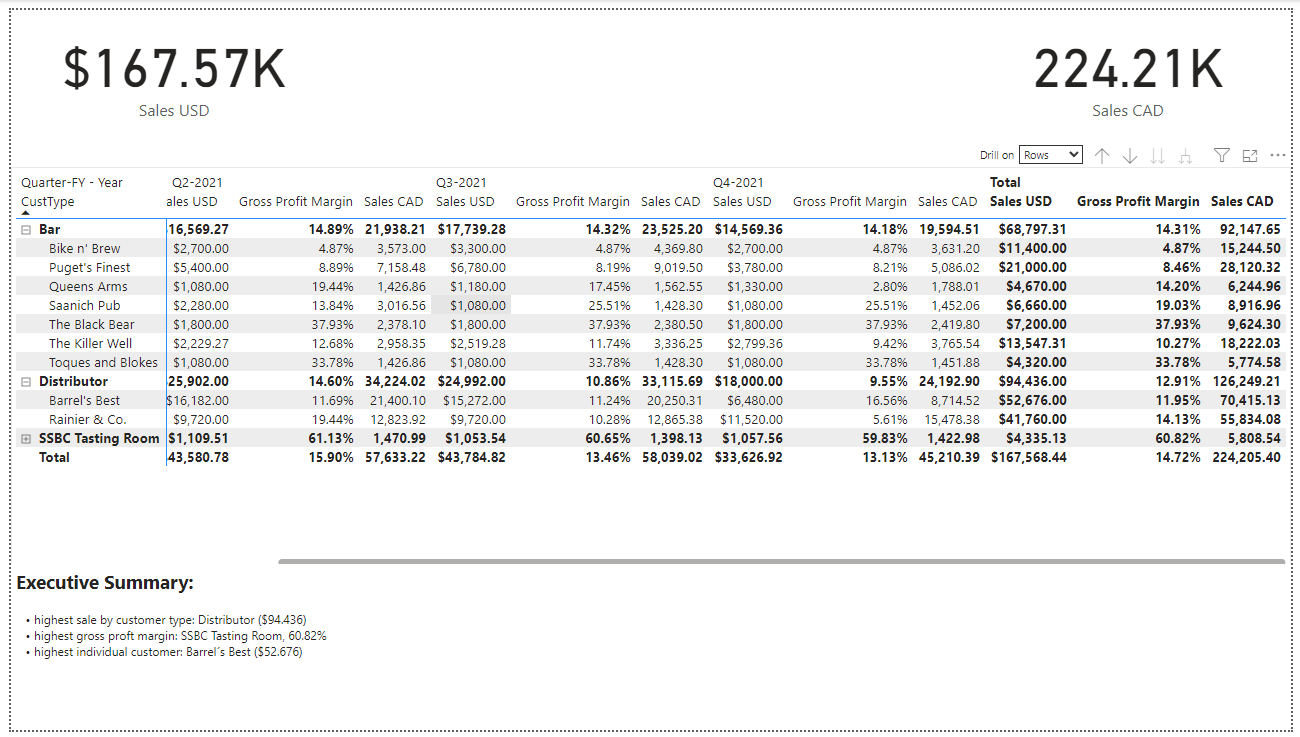 $167.57K 224.21K
Sales USD Sales CAD
Drill on Rows
Quarter-FY - Year Q2-2021 Q3-2021 Q4-2021 Total
CustType ales USD Gross Profit Margin Sales CAD Sales USD Gross Profit Margin Sales CAD Sales USD Gross Profit Margin Sales CAD Sales USD Gross Profit Margin Sales CAD
Bar 16,569.27 14.89% 21,938.21 $17,739.28 14.32% 23,525.20 $14,569.36 14.18% 19,594.51 $68,797.31 14.31% 92,147.65
Bike n' Brew $2,700.00 4.87% 3,573.00 $3,300.00 4.87% 4,369.80 $2,700.00 4.87% 3,631.20 $11,400.00 4.87% 15,244.50
Puget's Finest $5,400.00 8.89% 7,158.48 $6,780.00 8.19% 9,019.50 $3,780.00 8.21% 5,086.02 $21,000.00 8.46% 28,120.32
Queens Arms $1,080.00 19.44% 1,426.86 $1,180.00 17.45% 1,562.55 $1,330.00 2.80% 1,788.01 $4,670.00 14.20% 6,244.96
Saanich Pub $2,280.00 13.84% 3,016.56 $1,080.00 25.51% 1,428.30 $1,080.00 25.51% 1,452.06 $6,660.00 19.03% 8,916.96
The Black Bear $1,800.00 37.93% 2,378.10 $1,800.00 37.93% 2,380.50 $1,800.00 37.93% 2,419.80 $7,200.00 37.93% 9,624.30
The Killer Well $2,229.27 12.68% 2,958.35 $2,519.28 11.74% 3,336.25 $2,799.36 9.42% 3,765.54 $13,547.31 10.27% 18,222.03
Toques and Blokes $1,080.00 33.78% 1,426.86 $1,080.00 33.78% 1,428.30 $1,080.00 33.78% 1,451.88 $4,320.00 33.78% 5,774.58
Distributor 25,902.00 14.60% 34,224.02 $24,992.00 10.86% 33,115.69 $18,000.00 9.55% 24,192.90 $94,436.00 12.91% 126,249.21
Barrel's Best $16,182.00 11.69% 21,400.10 $15,272.00 11.24% 20,250.31 $6,480.00 16.56% 8,714.52 $52,676.00 11.95% 70,415.13
Rainier & Co. $9,720.00 19.44% 12,823.92 $9,720.00 10.28% 12,865.38 $11,520.00 5.61% 15,478.38 $41,760.00 14.13% 55,834.08
SSBC Tasting Room $1,109.51 61.13% 1,470.99 $1,053.54 60.65% 1,398.13 $1,057.56 59.83% 1,422.98 $4,335.13 60.82% 5,808.54
Total 43,580.78 15.90% 57,633.22 $43,784.82 13.46% 58,039.02 $33,626.92 13.13% 45,210.39 $167,568.44 14.72% 224,205.40
Executive Summary:
• highest sale by customer type: Distributor ($94.436)
• highest gross proft margin: SSBC Tasting Room, 60.82%
• highest individual customer: Barrel´s Best ($52.676)